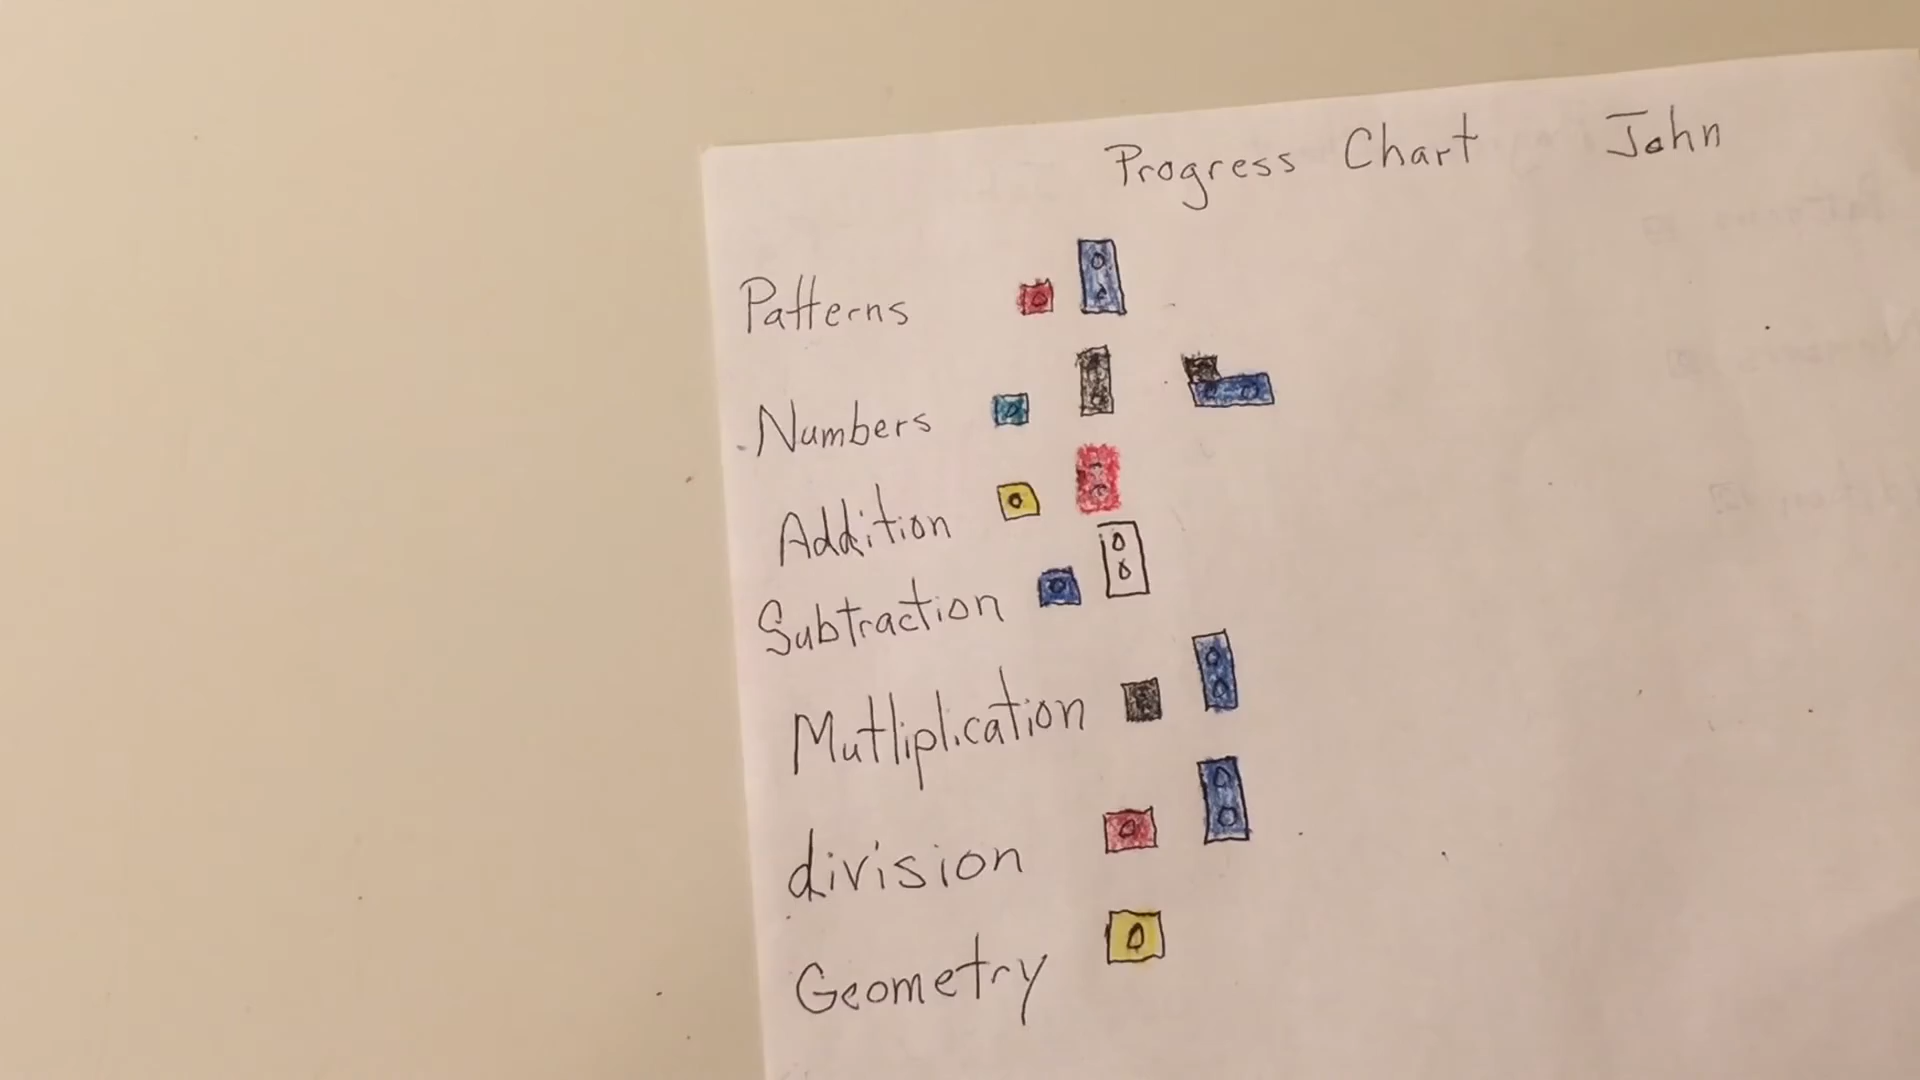 Progress Chart John
Patterns
Numbers
Addition
Subtraction
Mutliplication
division
Geometry